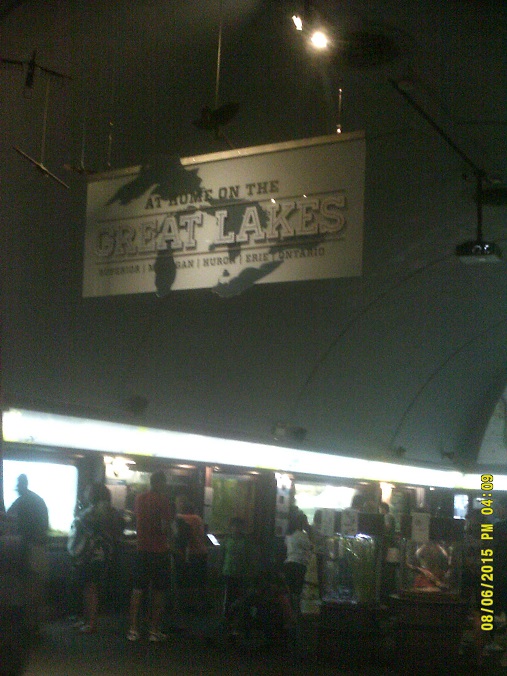 AT HOME ON THE
GREAT LAKES
SUPERIOR | MICHIGAN | HURON | ERIE | ONTARIO
08/06/2015 PM 04:09